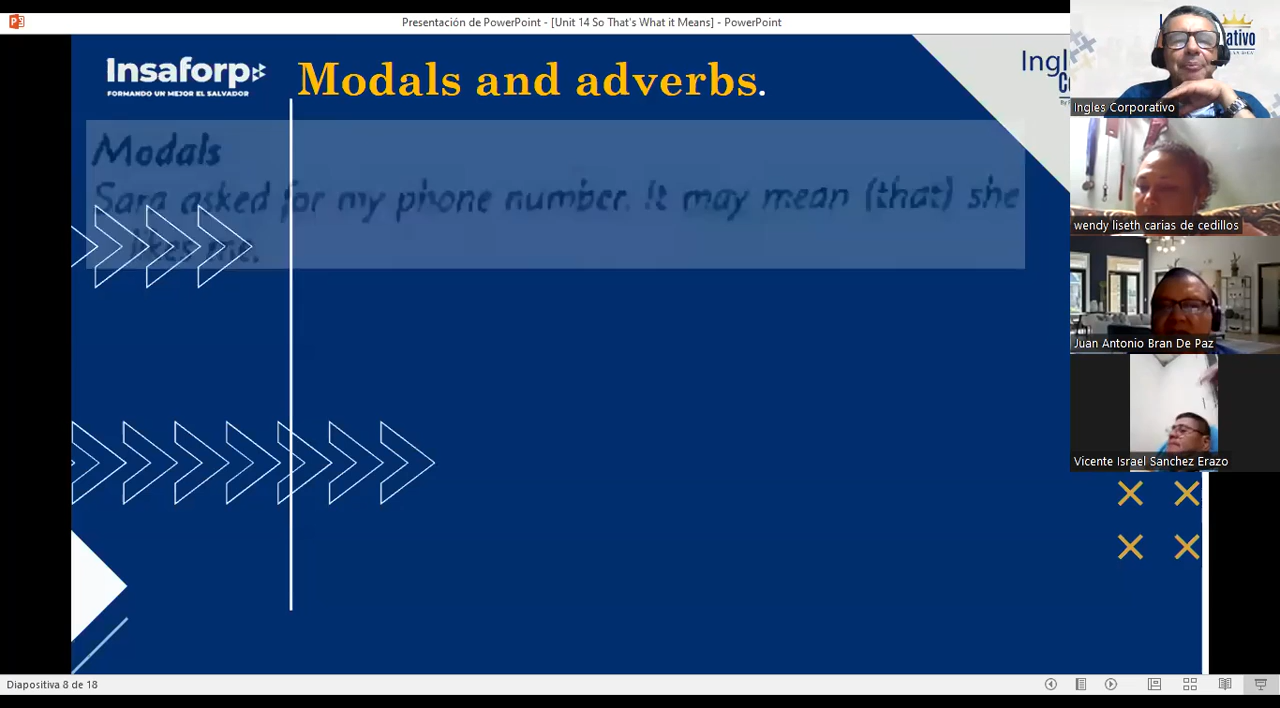 Presentación de PowerPoint - [Unit 14 So That's What it Means] - PowerPoint
Insaforp
FORMANDO UN MEJOR EL SALVADOR
Modals and adverbs.
Modals
Sara asked for my phone number. It may mean (that) she
likes me.
Ingles Corporativo
wendy liseth carias de cedillos
Juan Antonio Bran De Paz
Vicente Israel Sanchez Erazo
Diapositiva 8 de 18